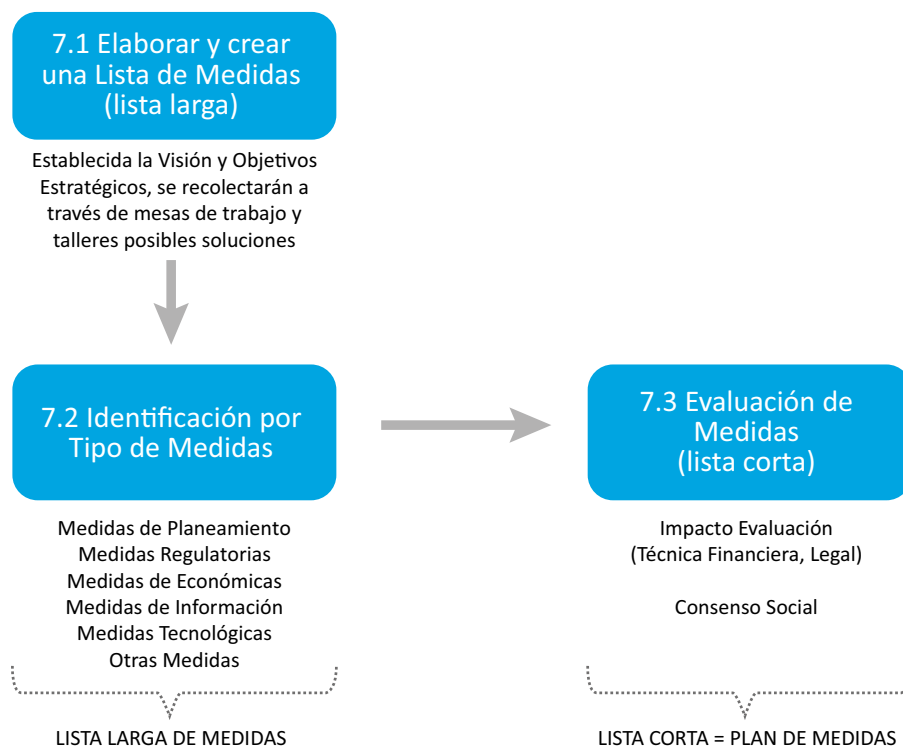 7.1 Elaborar y crear
una Lista de Medidas
(lista larga)
Establecida la Visión y Objetivos
Estratégicos, se recolectarán a
través de mesas de trabajo y
talleres posibles soluciones
7.2 Identificación por
Tipo de Medidas
Medidas de Planeamiento
Medidas Regulatorias
Medidas de Económicas
Medidas de Información
Medidas Tecnológicas
Otras Medidas
LISTA LARGA DE MEDIDAS
7.3 Evaluación de
Medidas
(lista corta)
Impacto Evaluación
(Técnica Financiera, Legal)
Consenso Social
LISTA CORTA = PLAN DE MEDIDAS